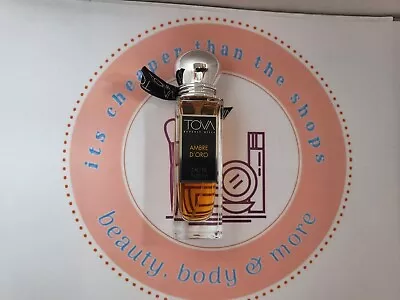 its cheaper than the shops
TOVA
BEVERLY HILLS
AMBRE
D'ORO
beauty, body & more